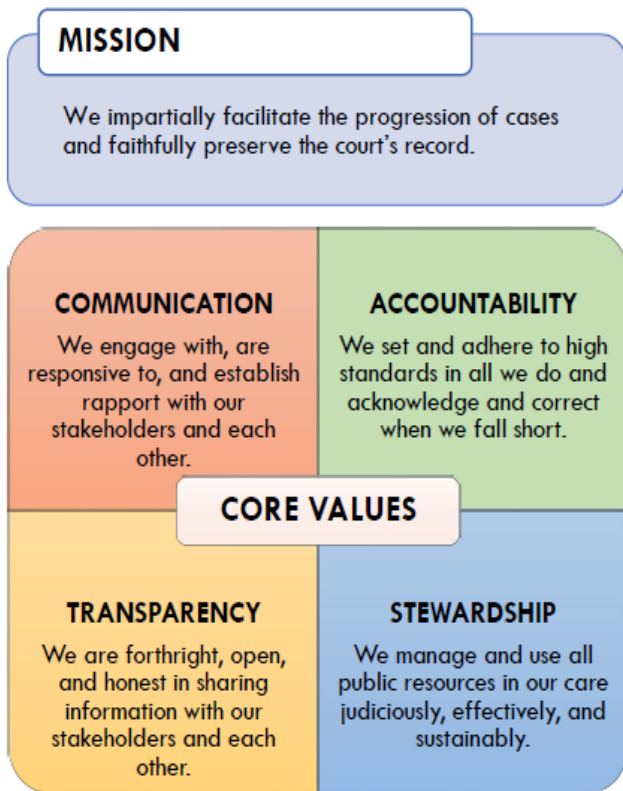 MISSION
We impartially facilitate the progression of cases
and faithfully preserve the court's record.
COMMUNICATION
We engage with, are
responsive to, and establish
rapport with our
stakeholders and each
other.
ACCOUNTABILITY
We set and adhere to high
standards in all we do and
acknowledge and correct
when we fall short.
CORE VALUES
TRANSPARENCY
We are forthright, open,
and honest in sharing
information with our
stakeholders and each
other.
STEWARDSHIP
We manage and use all
public resources in our care
judiciously, effectively, and
sustainably.